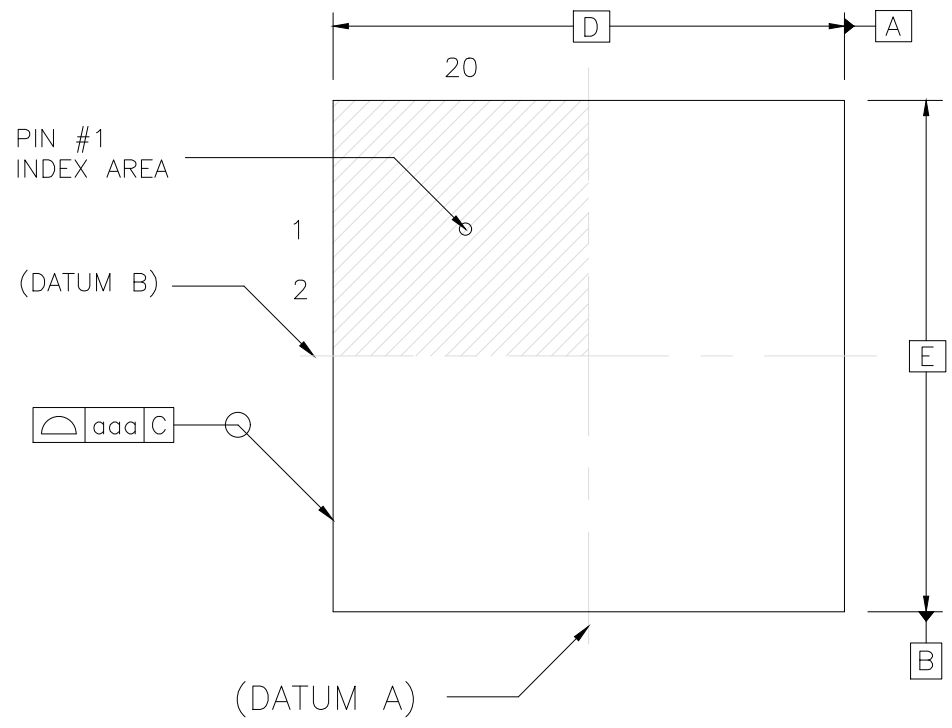 D
A
20
PIN #1
INDEX AREA
1
(DATUM B)
2
E
aaa C
B
(DATUM A)